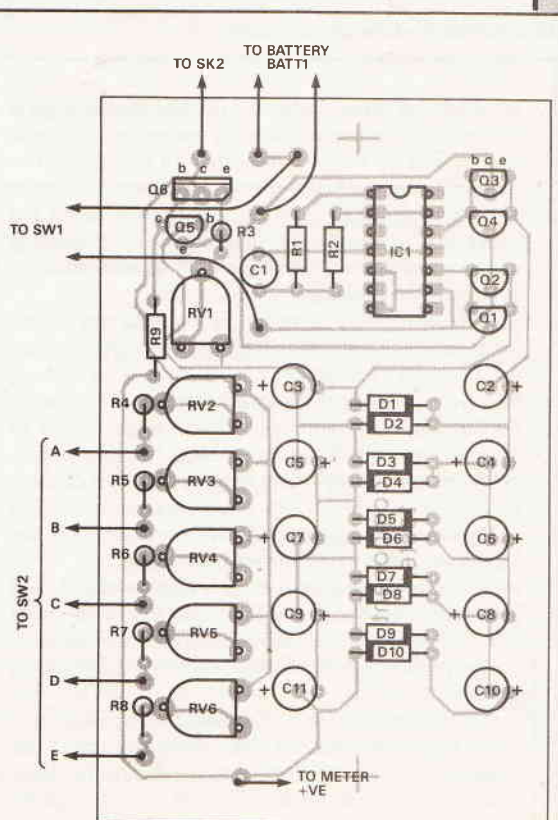 TO BATTERY
TO SK2 BATT1
b c e
b c e Q3
Q6
c b Q4
Q5 R3
TO SW1 e R1 R2 IC1
C1
Q2
RV1 Q1
R9
+ C3 C2 +
D1
R4 RV2 D2
A
C5 + D3 + C4
R5 RV3 D4
B
D5
+ C7 D6 C6 +
R6 RV4
TO SW2 D7
C D8
C9 + + C8
R7 RV5 D9
D10
D
+ C11 C10 +
R8 RV6
E
TO METER
+VE